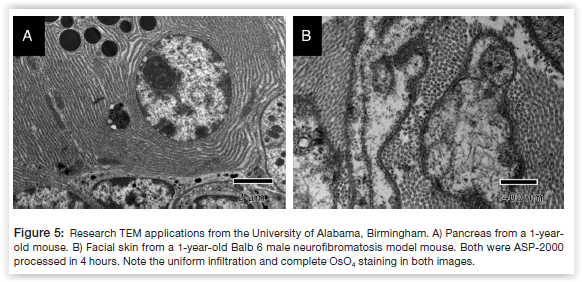 A
B
2 µm
400 nm
Figure 5: Research TEM applications from the University of Alabama, Birmingham. A) Pancreas from a 1-year-
old mouse. B) Facial skin from a 1-year-old Balb 6 male neurofibromatosis model mouse. Both were ASP-2000
processed in 4 hours. Note the uniform infiltration and complete OsO₄ staining in both images.